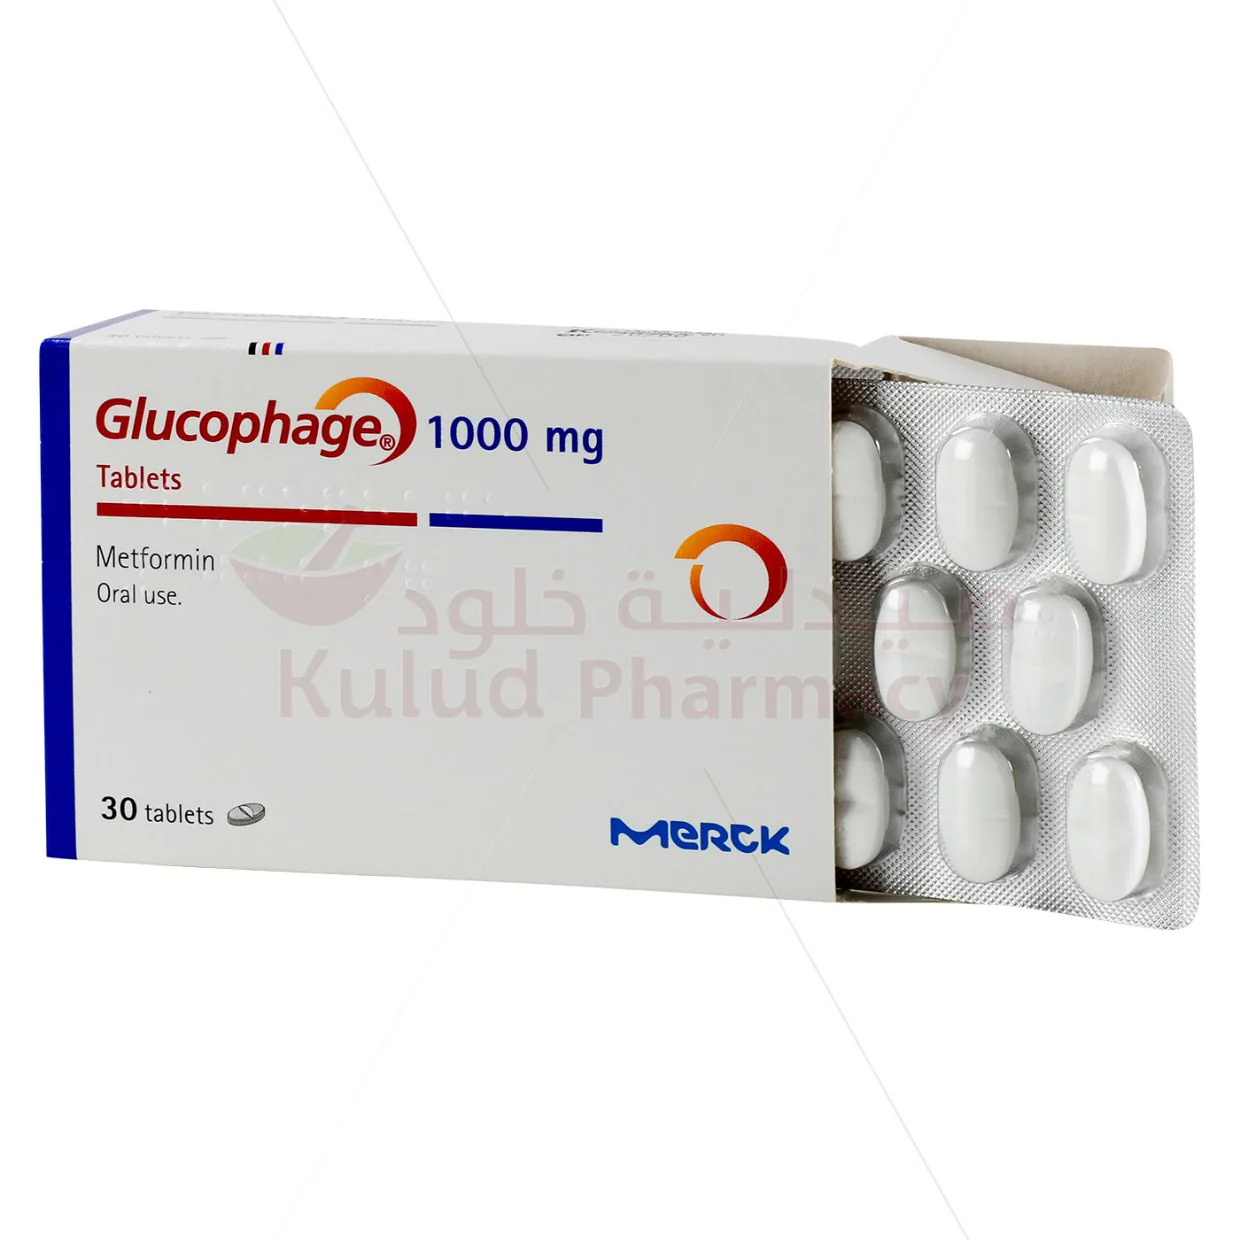 Glucophage® 1000 mg
Tablets
Metformin
Oral use.
صيدلية خلود
Kulud Pharmacy
30 tablets
MERCK